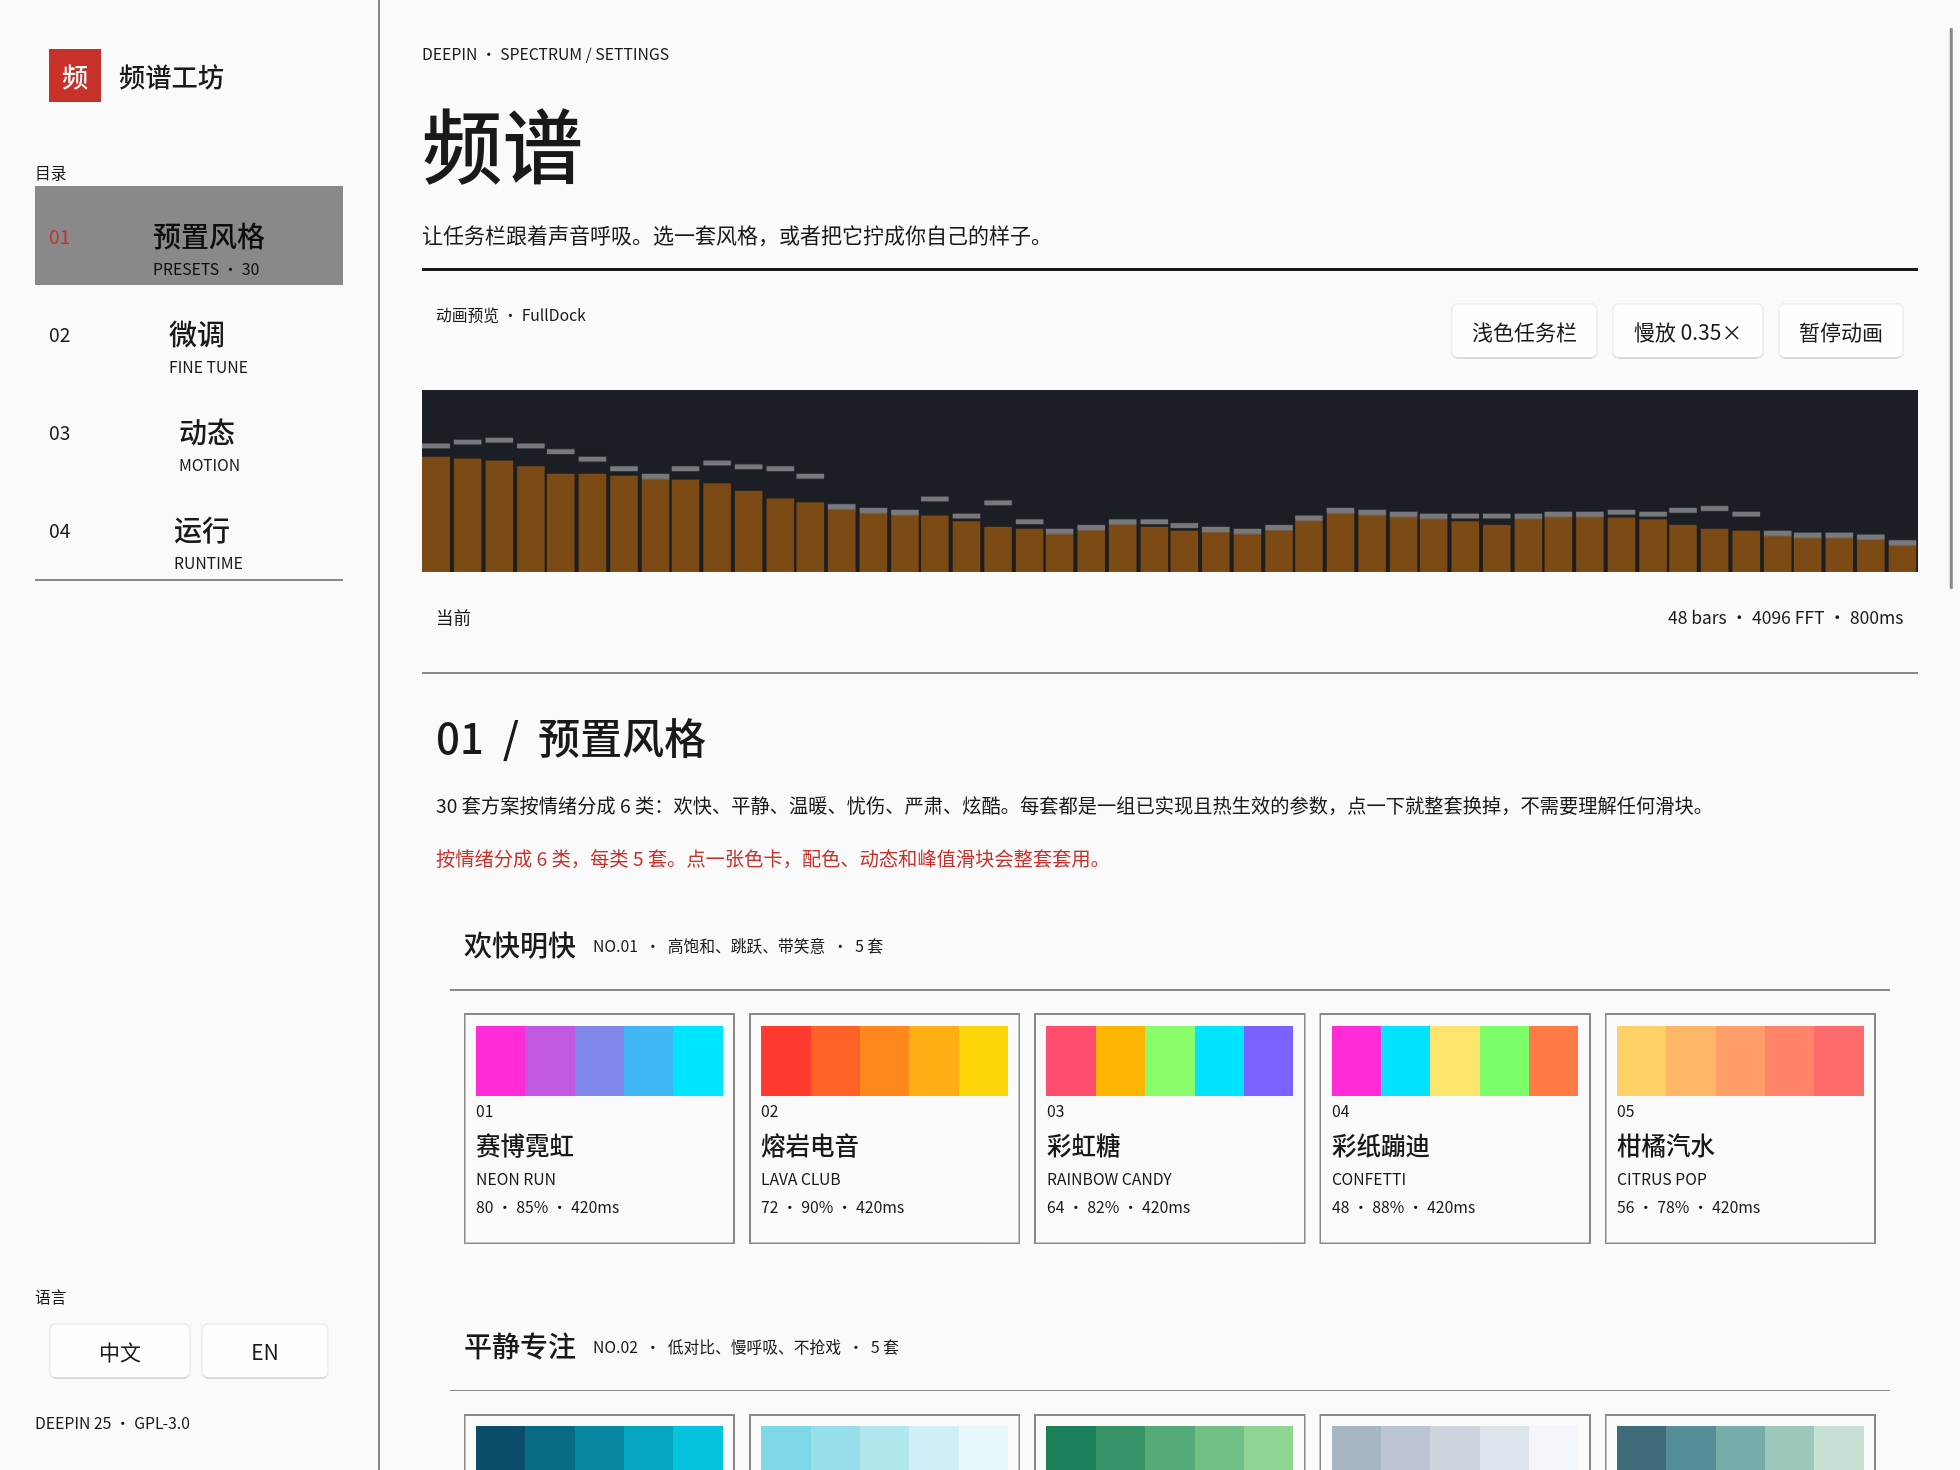 频 频谱工坊
目录
01 预置风格
PRESETS · 30
02 微调
FINE TUNE
03 动态
MOTION
04 运行
RUNTIME
语言
中文 EN
DEEPIN 25 · GPL-3.0
DEEPIN · SPECTRUM / SETTINGS
频谱
让任务栏跟着声音呼吸。选一套风格，或者把它拧成你自己的样子。
动画预览 · FullDock
浅色任务栏 慢放 0.35× 暂停动画
当前 48 bars · 4096 FFT · 800ms
01 / 预置风格
30 套方案按情绪分成 6 类：欢快、平静、温暖、忧伤、严肃、炫酷。每套都是一组已实现且热生效的参数，点一下就整套换掉，不需要理解任何滑块。
按情绪分成 6 类，每类 5 套。点一张色卡，配色、动态和峰值滑块会整套套用。
欢快明快 NO.01 · 高饱和、跳跃、带笑意 · 5 套
01
赛博霓虹
NEON RUN
80 · 85% · 420ms
02
熔岩电音
LAVA CLUB
72 · 90% · 420ms
03
彩虹糖
RAINBOW CANDY
64 · 82% · 420ms
04
彩纸蹦迪
CONFETTI
48 · 88% · 420ms
05
柑橘汽水
CITRUS POP
56 · 78% · 420ms
平静专注 NO.02 · 低对比、慢呼吸、不抢戏 · 5 套